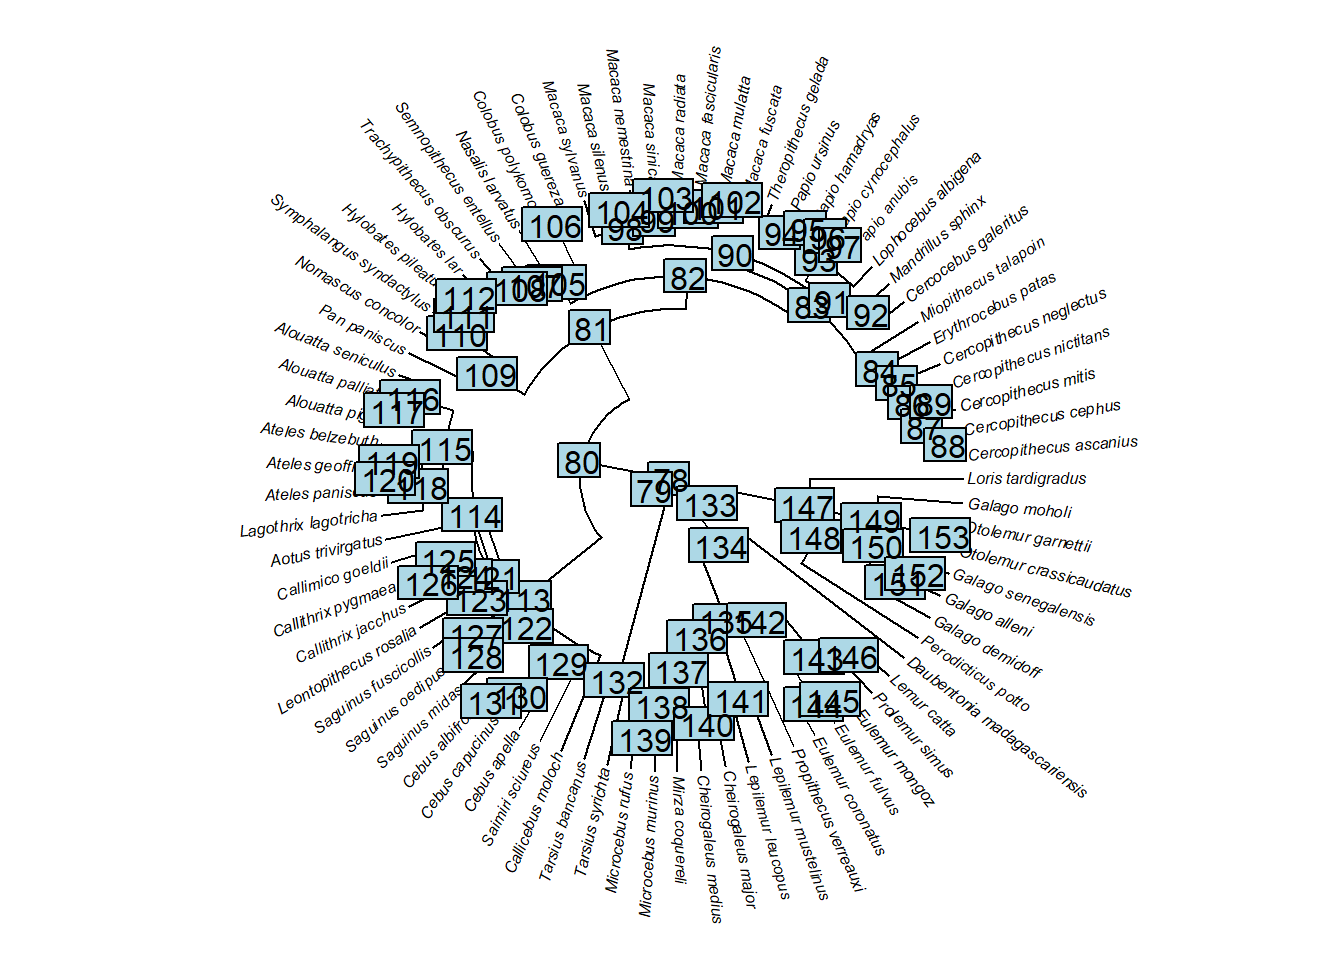 Loris tardigradus
Galago moholi
Otolemur garnettii
Otolemur crassicaudatus
Galago senegalensis
Galago alleni
Galago demidoff
Perodicticus potto
Daubentonia madagascariensis
Lemur catta
Prolemur simus
Eulemur mongoz
Eulemur fulvus
Eulemur coronatus
Propithecus verreauxi
Lepilemur mustelinus
Lepilemur leucopus
Cheirogaleus major
Cheirogaleus medius
Mirza coquereli
Microcebus murinus
Microcebus rufus
Tarsius syrichta
Tarsius bancanus
Callicebus moloch
Saimiri sciureus
Cebus apella
Cebus capucinus
Cebus albifro
Saguinus midas
Saguinus oedipus
Saguinus fuscicollis
Leontopithecus rosalia
Callithrix jacchus
Callithrix pygmaea
Callimico goeldii
Aotus trivirgatus
Lagothrix lagotricha
Ateles panis
Ateles geoffr
Ateles belzebuth
Alouatta pig
Alouatta pallia
Alouatta seniculus
Pan paniscus
Nomascus concolor
Symphalangus syndactylus
Hylobates pileatu
Hylobates lar
Trachypithecus obscurus
Semnopithecus entellus
Nasalis larvatus
Colobus polykomo
Colobus guereza
Macaca sylvanus
Macaca silenus
Macaca nemestrina
Macaca sinic
Macaca radiata
Macaca fascicularis
Macaca mulatta
Macaca fuscata
Theropithecus gelada
Papio ursinus
Papio hamadryas
Papio cynocephalus
Papio anubis
Lophocebus albigena
Mandrillus sphinx
Cercocebus galeritus
Miopithecus talapoin
Erythrocebus patas
Cercopithecus neglectus
Cercopithecus nictitans
Cercopithecus mitis
Cercopithecus cephus
Cercopithecus ascanius
78
79
80
81
82
83
84
85
86
87
88
89
90
91
92
93
94
95
96
97
98
99
100
101
102
103
104
105
106
107
108
109
110
111
112
113
114
115
116
117
118
119
120
121
122
123
124
125
126
127
128
129
130
131
132
133
134
135
136
137
138
139
140
141
142
143
144
145
146
147
148
149
150
151
152
153